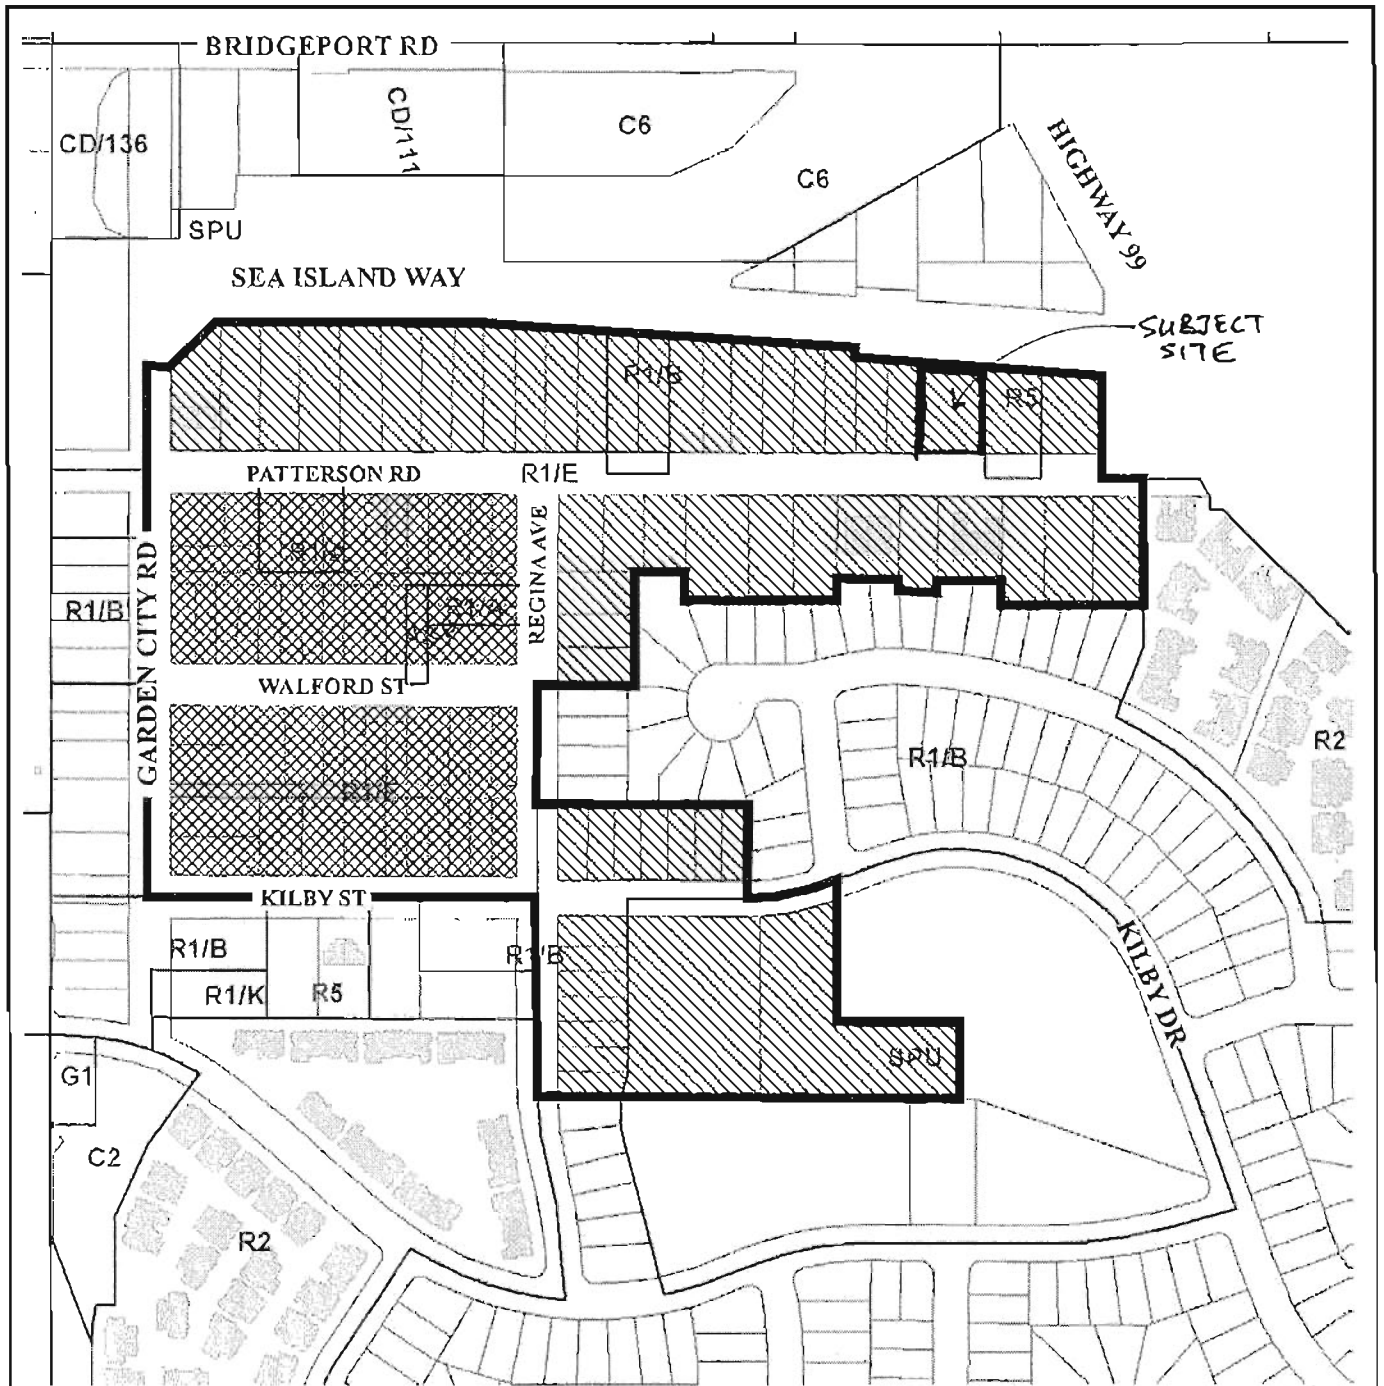 BRIDGEPORT RD
CD/136
CD/111
C6
C6
HIGHWAY 99
SPU
SEA ISLAND WAY
SUBJECT
SITE
R1/B
R5
PATTERSON RD
R1/E
REGINA AVE
GARDEN CITY RD
R1/B
WALFORD ST
R2
R1/B
R1/E
KILBY ST
R1/B
R1/B
KILBY DR
R1/K
R5
SPU
G1
C2
R2